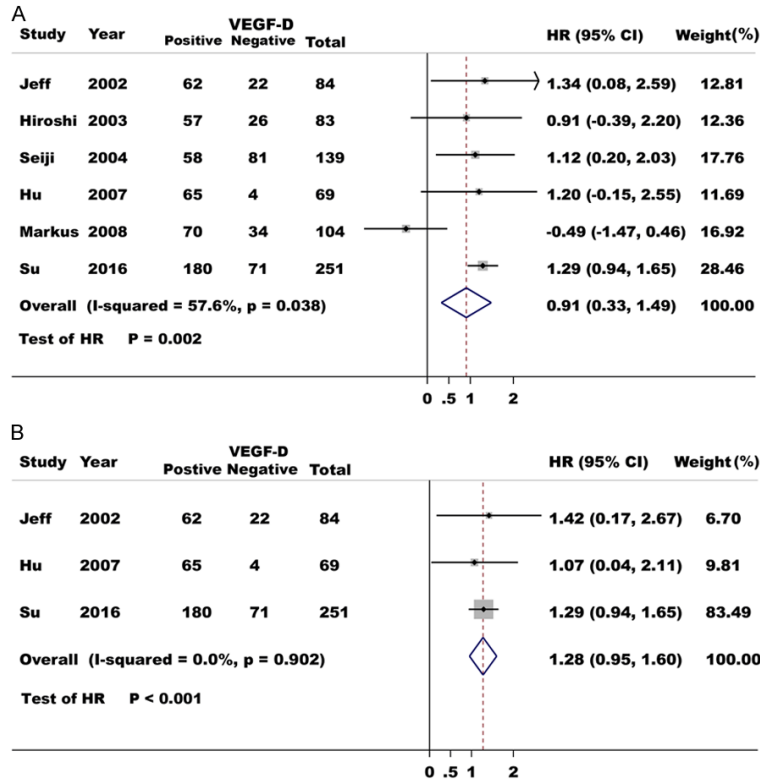 A
VEGF-D
Study Year Positive Negative Total HR (95% CI) Weight(%)
Jeff 2002 62 22 84 1.34 (0.08, 2.59) 12.81
Hiroshi 2003 57 26 83 0.91 (-0.39, 2.20) 12.36
Seiji 2004 58 81 139 1.12 (0.20, 2.03) 17.76
Hu 2007 65 4 69 1.20 (-0.15, 2.55) 11.69
Markus 2008 70 34 104 -0.49 (-1.47, 0.46) 16.92
Su 2016 180 71 251 1.29 (0.94, 1.65) 28.46
Overall (I-squared = 57.6%, p = 0.038) 0.91 (0.33, 1.49) 100.00
Test of HR P = 0.002
0 .5 1 2
B
VEGF-D
Study Year Postive Negative Total HR (95% CI) Weight(%)
Jeff 2002 62 22 84 1.42 (0.17, 2.67) 6.70
Hu 2007 65 4 69 1.07 (0.04, 2.11) 9.81
Su 2016 180 71 251 1.29 (0.94, 1.65) 83.49
Overall (I-squared = 0.0%, p = 0.902) 1.28 (0.95, 1.60) 100.00
Test of HR P < 0.001
0 .5 1 2